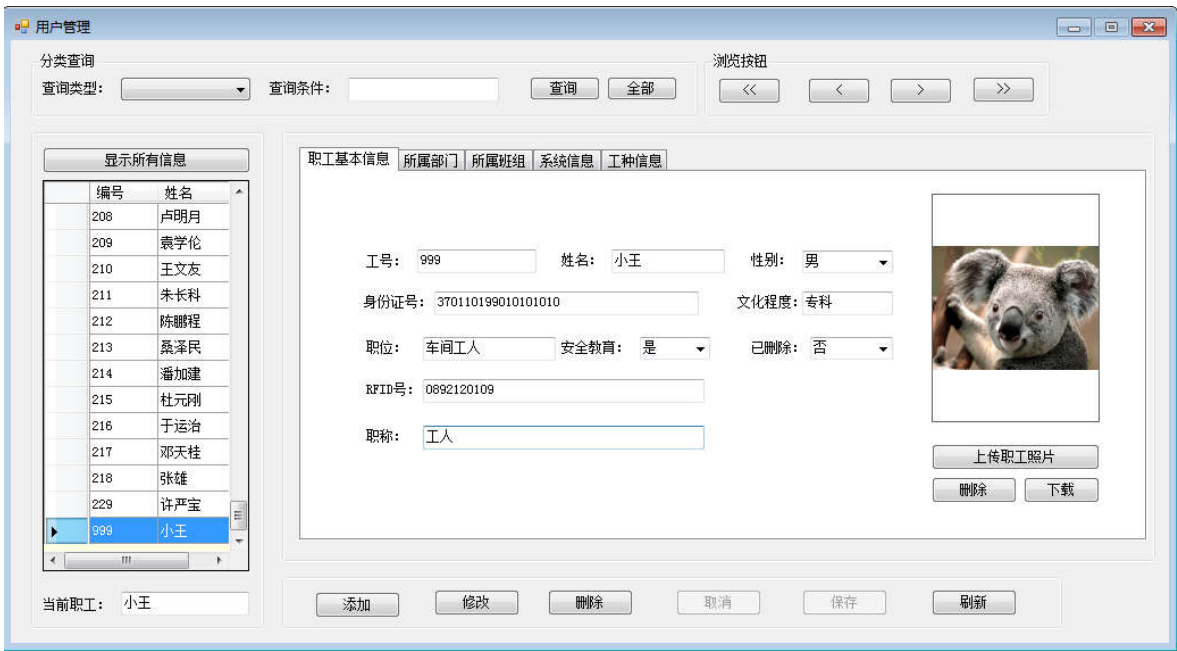 用户管理
分类查询
浏览按钮
查询类型：
查询条件：
查询
全部
<<
<
>
>>
显示所有信息
编号 姓名
208 卢明月
209 袁学伦
210 王文友
211 朱长科
212 陈鹏程
213 桑泽民
214 潘加建
215 杜元刚
216 于运治
217 邓天桂
218 张雄
229 许严宝
999 小王
当前职工： 小王
职工基本信息 所属部门 所属班组 系统信息 工种信息
工号： 999 姓名： 小王 性别： 男
身份证号： 370110199010101010 文化程度： 专科
职位： 车间工人 安全教育： 是 已删除： 否
RFID号： 0892120109
职称： 工人
上传职工照片
删除 下载
添加 修改 删除 取消 保存 刷新